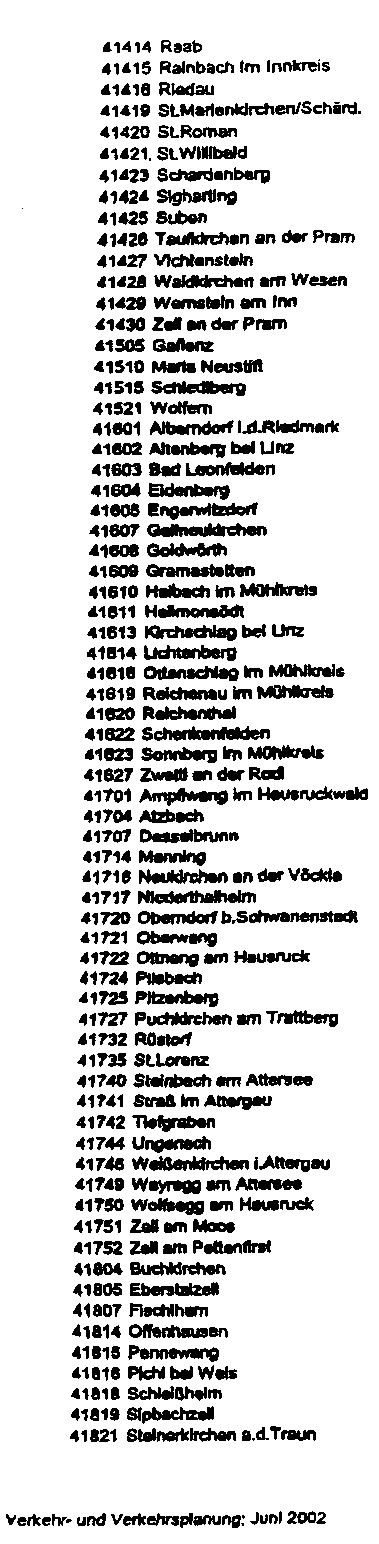 41414 Raab
41415 Rainbach im Innkreis
41416 Riedau
41419 St.Marienkirchen/Schärd.
41420 St.Roman
41421, St.Willibald
41423 Schardenberg
41424 Sigharting
41425 Suben
41426 Taufkirchen an der Pram
41427 Vichtenstein
41428 Waldkirchen am Wesen
41429 Wernstein am Inn
41430 Zell an der Pram
41505 Gaflenz
41510 Maria Neustift
41515 Schiedlberg
41521 Wolfern
41601 Alberndorf i.d.Riedmark
41602 Altenberg bei Linz
41603 Bad Leonfelden
41604 Eidenberg
41605 Engerwitzdorf
41607 Gallneukirchen
41608 Goldwörth
41609 Gramastetten
41610 Haibach im Mühlkreis
41611 Hellmonsödt
41613 Kirchschlag bei Linz
41614 Lichtenberg
41616 Ottenschlag im Mühlkreis
41619 Reichenau im Mühlkreis
41620 Reichenthal
41622 Schenkenfelden
41623 Sonnberg im Mühlkreis
41627 Zwettl an der Rodl
41701 Ampflwang im Hausruckwald
41704 Atzbach
41707 Desselbrunn
41714 Manning
41716 Neukirchen an der Vöckla
41717 Niederthalheim
41720 Oberndorf b.Schwanenstadt
41721 Oberwang
41722 Ottnang am Hausruck
41724 Pilsbach
41725 Pitzenberg
41727 Puchkirchen am Trattberg
41732 Rüstorf
41735 St.Lorenz
41740 Steinbach am Attersee
41741 Straß im Attergau
41742 Tiefgraben
41744 Ungenach
41748 Weißenkirchen i.Attergau
41749 Weyregg am Attersee
41750 Wolfsegg am Hausruck
41751 Zell am Moos
41752 Zell am Pettenfirst
41804 Buchkirchen
41805 Eberstalzell
41807 Fischlham
41814 Offenhausen
41815 Pennewang
41816 Pichl bei Wels
41818 Schleißheim
41819 Sipbachzell
41821 Steinerkirchen a.d.Traun
Verkehr- und Verkehrsplanung; Juni 2002